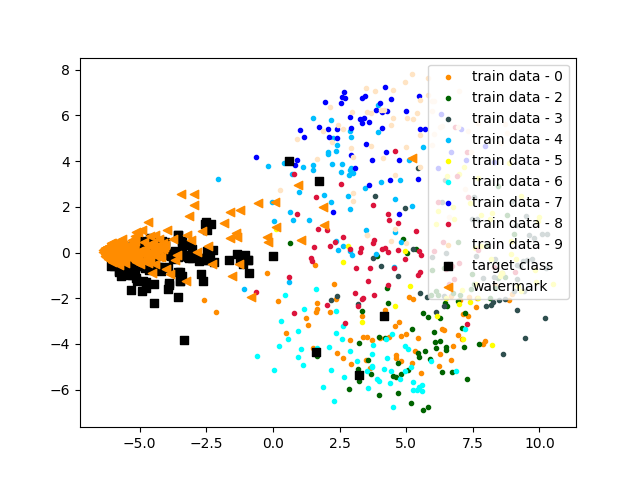 8
6
4
2
0
−2
−4
−6
−5.0
−2.5
0.0
2.5
5.0
7.5
10.0
train data - 0
train data - 2
train data - 3
train data - 4
train data - 5
train data - 6
train data - 7
train data - 8
train data - 9
target class
watermark